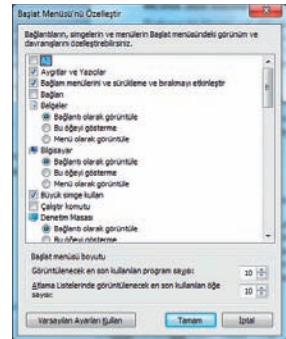 Başlat Menüsü'nü Özelleştir
Bağlantıların, simgelerin ve menülerin Başlat menüsündeki görünüm ve
davranışlarını özelleştirebilirsiniz.
Ağ
Aygıtlar ve Yazıcılar
Bağlam menülerini ve sürükleme ve bırakmayı etkinleştir
Bağlan
Belgeler
Bağlantı olarak görüntüle
Bu öğeyi gösterme
Menü olarak görüntüle
Bilgisayar
Bağlantı olarak görüntüle
Bu öğeyi gösterme
Menü olarak görüntüle
Büyük simge kullan
Çalıştır komutu
Denetim Masası
Bağlantı olarak görüntüle
Bu öğeyi gösterme
Başlat menüsü boyutu
Görüntülenecek en son kullanılan program sayısı: 10
Atlama Listelerinde görüntülenecek en son kullanılan öğe
sayısı: 10
Varsayılan Ayarları Kullan Tamam İptal